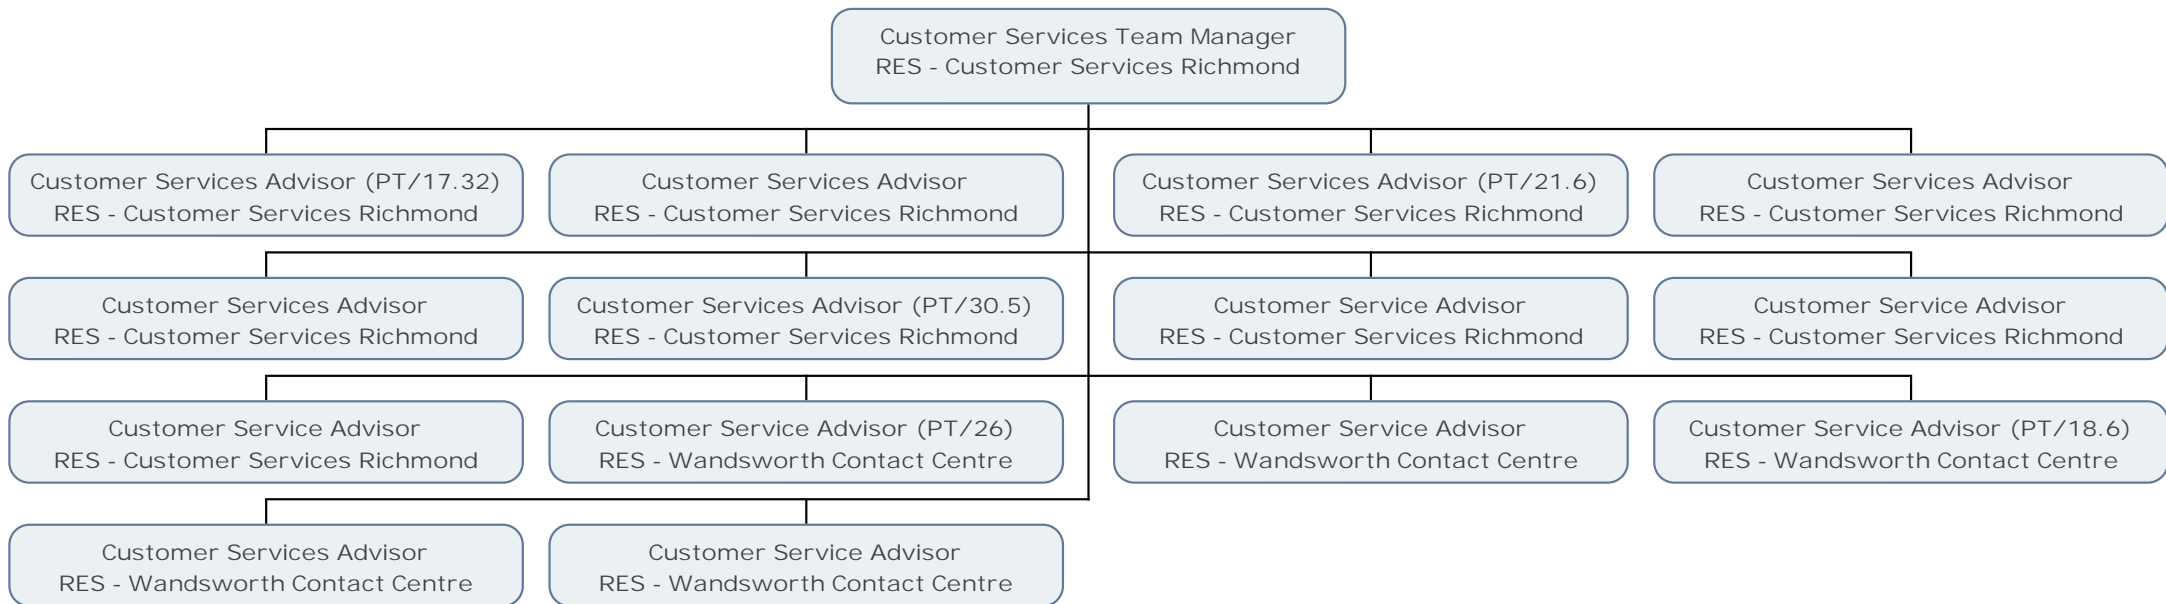 Customer Services Team Manager
RES - Customer Services Richmond
Customer Services Advisor (PT/17.32)
RES - Customer Services Richmond
Customer Services Advisor
RES - Customer Services Richmond
Customer Services Advisor (PT/21.6)
RES - Customer Services Richmond
Customer Services Advisor
RES - Customer Services Richmond
Customer Services Advisor
RES - Customer Services Richmond
Customer Services Advisor (PT/30.5)
RES - Customer Services Richmond
Customer Service Advisor
RES - Customer Services Richmond
Customer Service Advisor
RES - Customer Services Richmond
Customer Service Advisor
RES - Customer Services Richmond
Customer Service Advisor (PT/26)
RES - Wandsworth Contact Centre
Customer Service Advisor
RES - Wandsworth Contact Centre
Customer Service Advisor (PT/18.6)
RES - Wandsworth Contact Centre
Customer Services Advisor
RES - Wandsworth Contact Centre
Customer Service Advisor
RES - Wandsworth Contact Centre